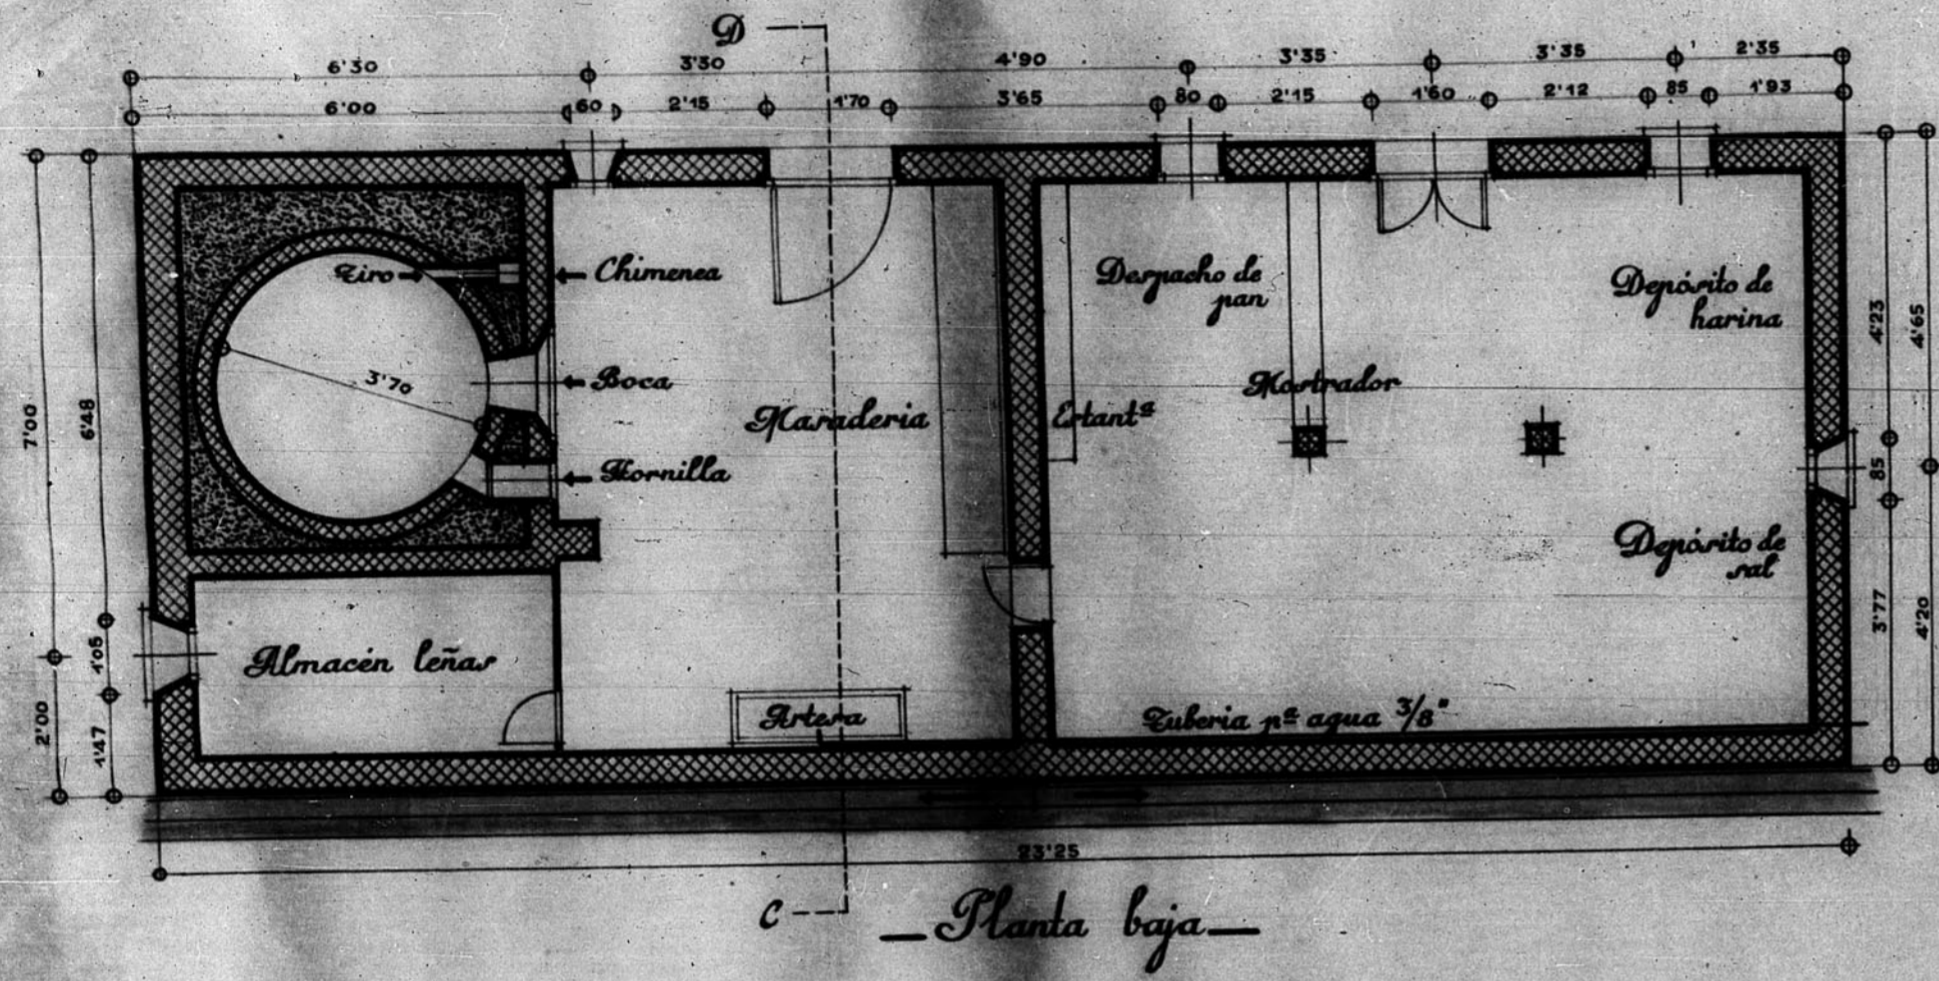 D
6'30
3'30
4'90
3'35
3'35
2'35
6'00
60
2'15
1'70
3'65
80
2'15
1'60
2'12
85
1'93
Tiro
Chimenea
Despacho de
pan
Depósito de
harina
7'00
6'48
3'70
Boca
Masaderia
Mostrador
Estantª
4'23
4'65
Hornilla
85
Depósito de
sal
Almacén leñas
1'05
3'77
4'20
2'00
1'47
Artesa
Tuberia pª agua 3/8"
23'25
C
Planta baja